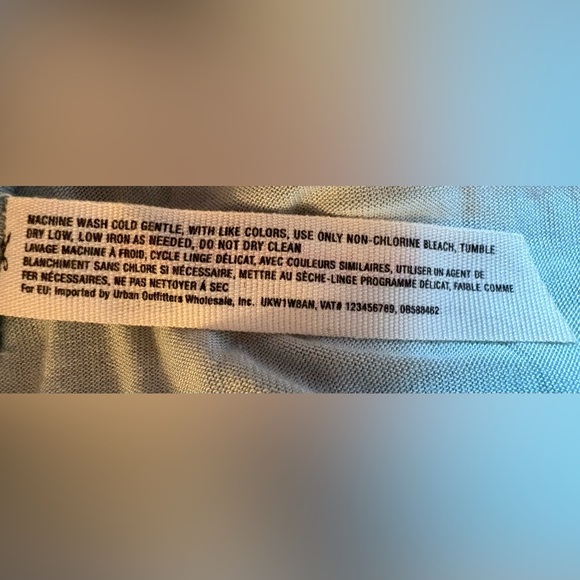 MACHINE WASH COLD GENTLE, WITH LIKE COLORS, USE ONLY NON-CHLORINE BLEACH, TUMBLE
DRY LOW, LOW IRON AS NEEDED, DO NOT DRY CLEAN
LAVAGE MACHINE À FROID; CYCLE LINGE DÉLICAT, AVEC COULEURS SIMILAIRES, UTILISER UN AGENT DE
BLANCHIMENT SANS CHLORE SI NÉCESSAIRE, METTRE AU SÈCHE-LINGE PROGRAMME DÉLICAT, FAIBLE COMME
FER NÉCESSAIRES, NE PAS NETTOYER Á SEC
For EU: Imported by Urban Outfitters Wholesale, Inc. UKW1W8AN, VAT# 123456789, 0B588462